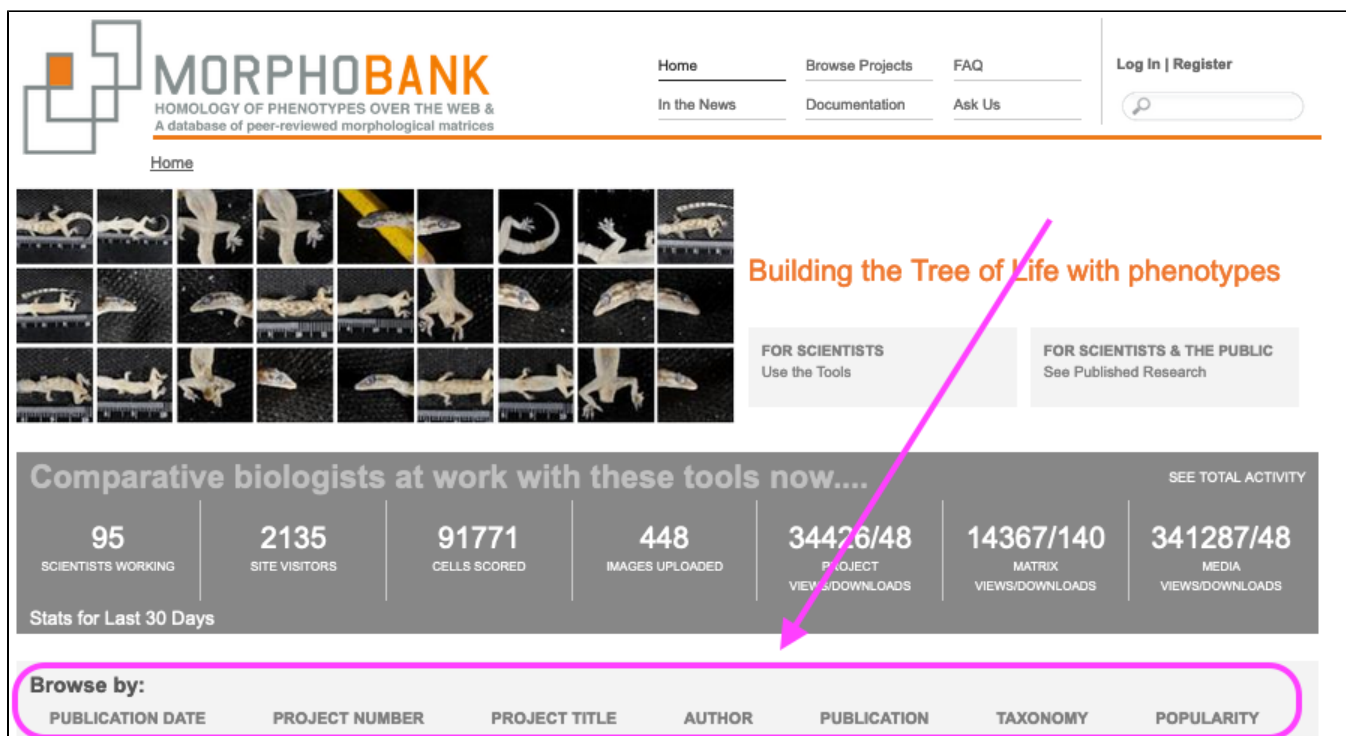 MORPHOBANK
HOMOLOGY OF PHENOTYPES OVER THE WEB &
A database of peer-reviewed morphological matrices
Home Browse Projects FAQ
In the News Documentation Ask Us
Log In | Register
Home
Building the Tree of Life with phenotypes
FOR SCIENTISTS
Use the Tools
FOR SCIENTISTS & THE PUBLIC
See Published Research
Comparative biologists at work with these tools now....
SEE TOTAL ACTIVITY
95 2135 91771 448 34426/48 14367/140 341287/48
SCIENTISTS WORKING SITE VISITORS CELLS SCORED IMAGES UPLOADED PROJECT MATRIX MEDIA
VIEWS/DOWNLOADS VIEWS/DOWNLOADS VIEWS/DOWNLOADS
Stats for Last 30 Days
Browse by:
PUBLICATION DATE PROJECT NUMBER PROJECT TITLE AUTHOR PUBLICATION TAXONOMY POPULARITY